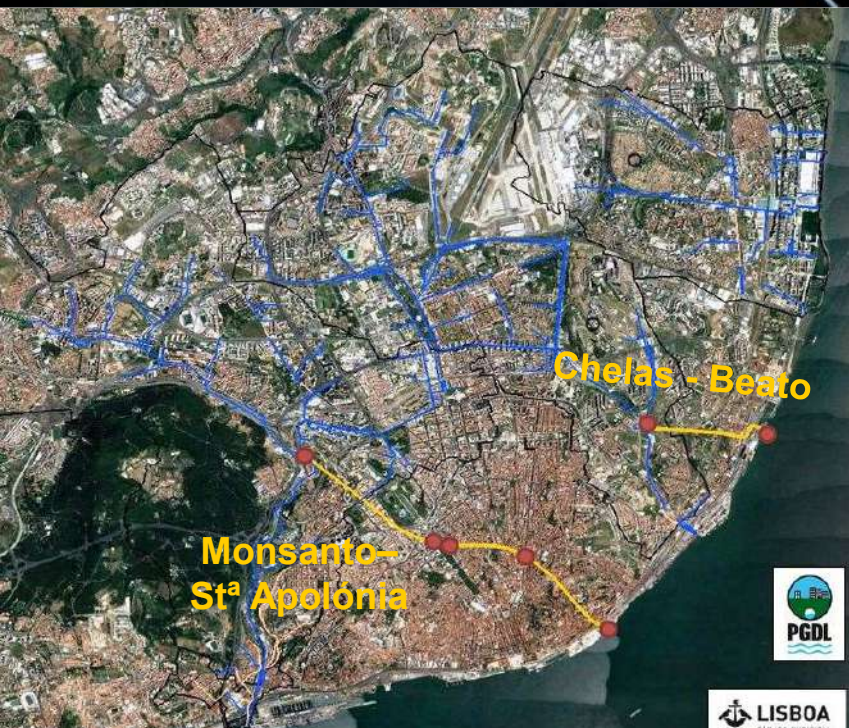 Chelas - Beato
Monsanto–
Stª Apolónia
PGDL
LISBOA